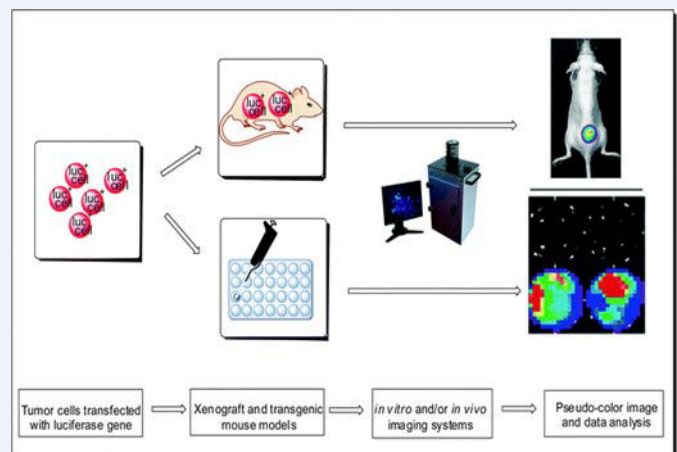 luc+
cell
luc+
cell
luc+
cell
luc+
cell
luc+
cell
luc+
cell
luc+
cell
Tumor cells transfected
with luciferase gene
Xenograft and transgenic
mouse models
in vitro and/or in vivo
imaging systems
Pseudo-color image
and data analysis